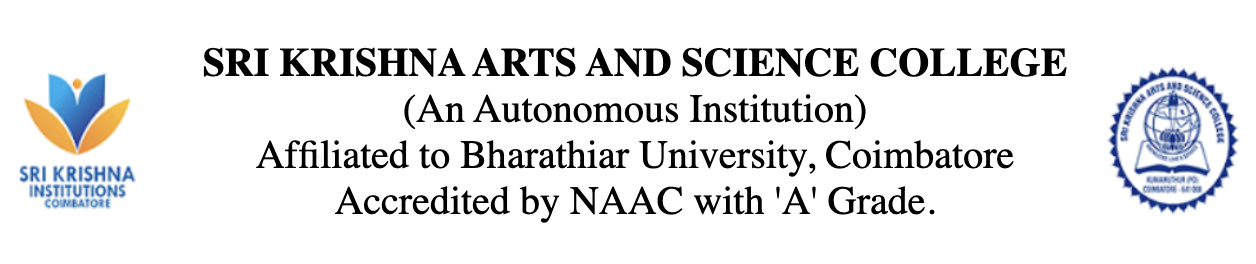 SRI KRISHNA ARTS AND SCIENCE COLLEGE
(An Autonomous Institution)
Affiliated to Bharathiar University, Coimbatore
Accredited by NAAC with 'A' Grade.
SRI KRISHNA
INSTITUTIONS
COIMBATORE
SRI KRISHNA ARTS AND SCIENCE COLLEGE
KUNIAMUTHUR (PO)
COIMBATORE - 641 008